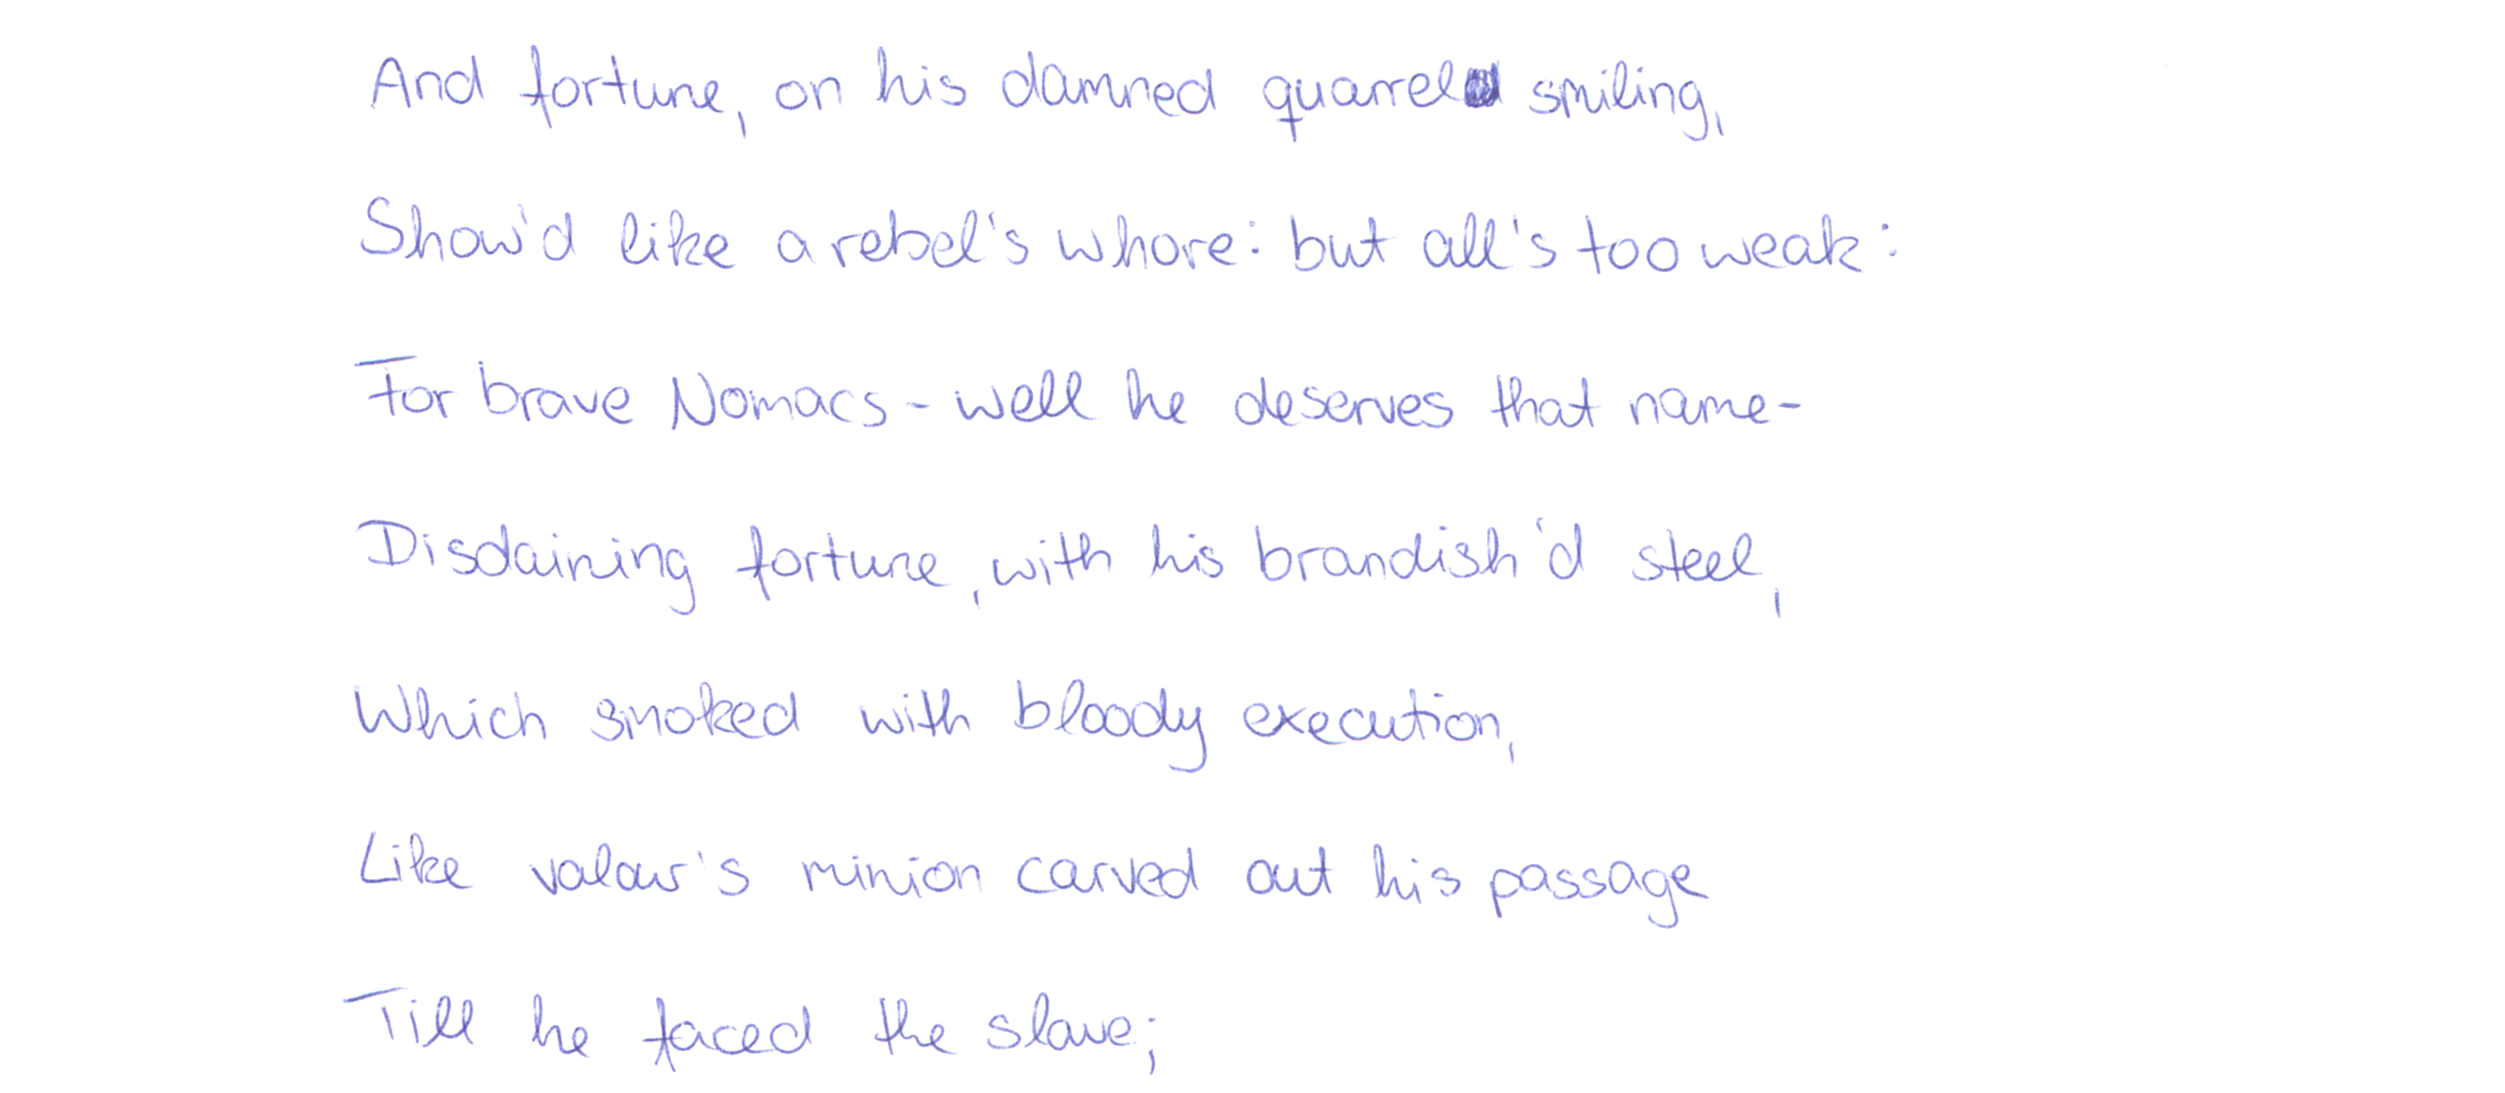 And fortune, on his damned quarrel smiling,
Show'd like a rebel's whore: but all's too weak:
For brave Nomacs - well he deserves that name-
Disdaining fortune, with his brandish'd steel,
Which smoked with bloody execution,
Like valour's minion carved out his passage
Till he faced the slave;